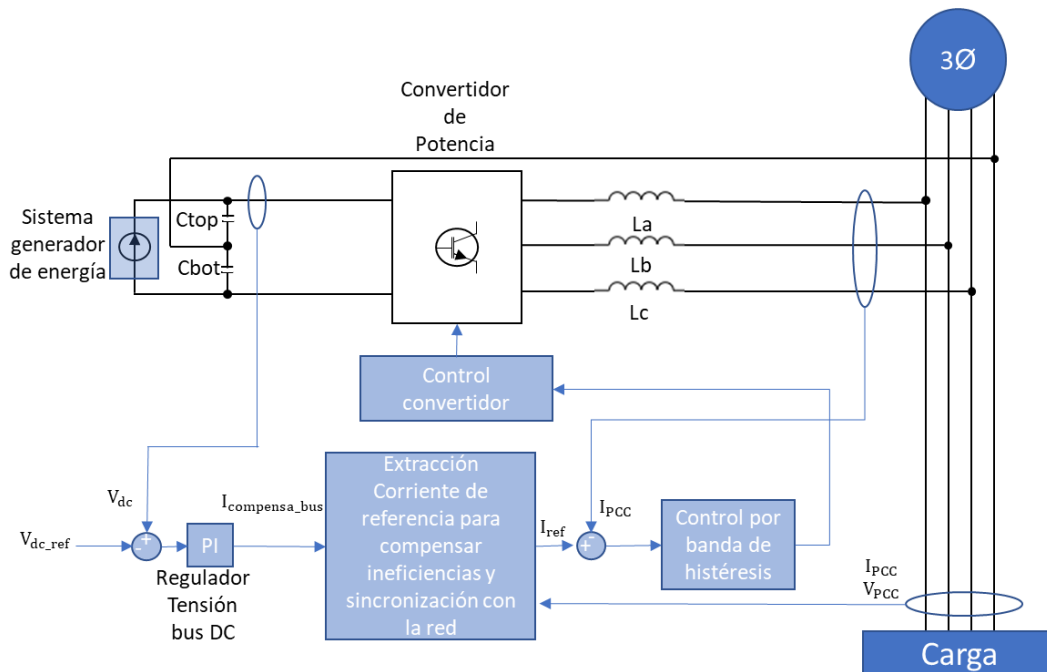 3Ø
Convertidor
de
Potencia
Sistema
generador
de energía
Ctop
Cbot
La
Lb
Lc
Control
convertidor
Vdc
Vdc_ref
- +
PI
Regulador
Tensión
bus DC
Icompensa_bus
Extracción
Corriente de
referencia para
compensar
ineficiencias y
sincronización con
la red
Iref
IPCC
+ -
Control por
banda de
histéresis
IPCC
VPCC
Carga